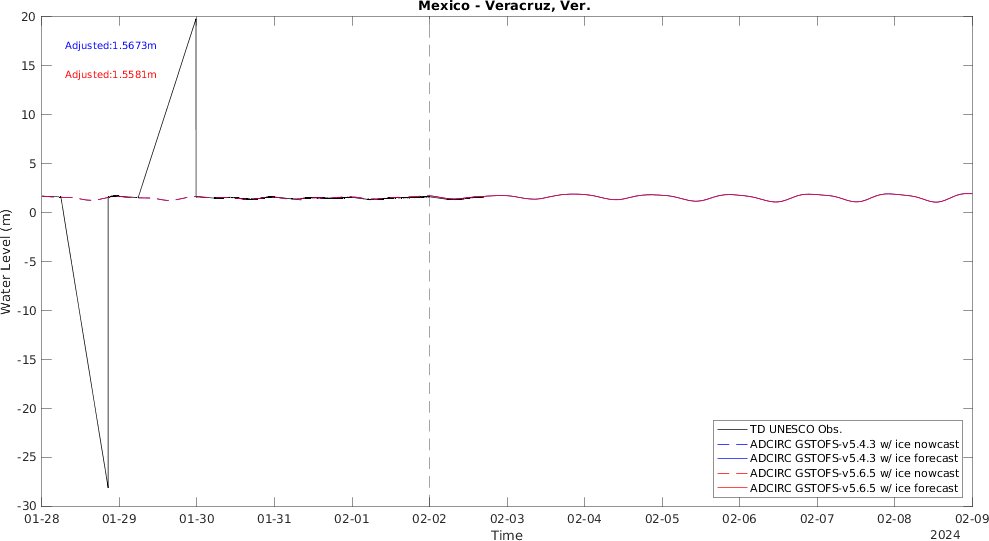 Mexico - Veracruz, Ver.
20
15
10
5
0
-5
-10
-15
-20
-25
-30
Water Level (m)
Adjusted:1.5673m
Adjusted:1.5581m
TD UNESCO Obs.
ADCIRC GSTOFS-v5.4.3 w/ ice nowcast
ADCIRC GSTOFS-v5.4.3 w/ ice forecast
ADCIRC GSTOFS-v5.6.5 w/ ice nowcast
ADCIRC GSTOFS-v5.6.5 w/ ice forecast
01-28 01-29 01-30 01-31 02-01 02-02 02-03 02-04 02-05 02-06 02-07 02-08 02-09
Time
2024